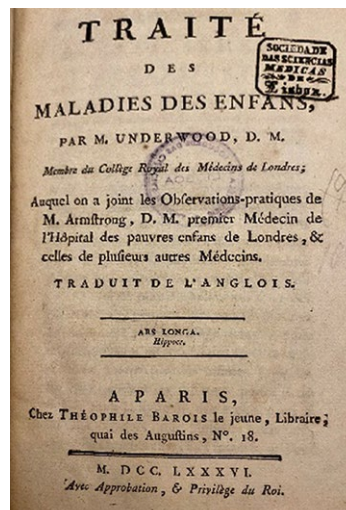 TRAITÉ
DES
MALADIES DES ENFANS,
PAR M. UNDERWOOD, D. M.
Membre du Collège Royal des Médecins de Londres;
Auquel on a joint les Observations-pratiques de
M. Armſtrong, D. M. premier Médecin de
l'Hôpital des pauvres enfans de Londres, &
celles de pluſieurs autres Médecins.
TRADUIT DE L'ANGLOIS.
ARS LONGA.
Hippocr.
A PARIS,
Chez THÉOPHILE BAROIS le jeune, Libraire;
quai des Auguſtins, N°. 18.
M. DCC. LXXXVI.
Avec Approbation, & Privilège du Roi.
SOCIEDADE
DAS SCIENCIAS
MEDICAS
DE
Lisboa.